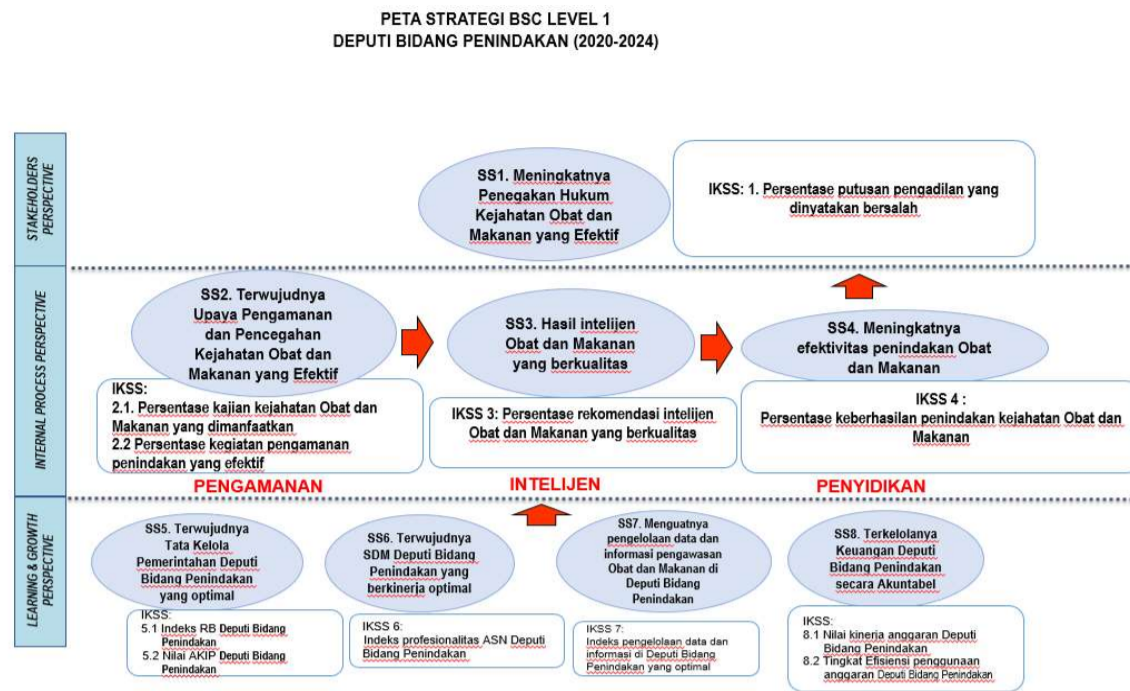 PETA STRATEGI BSC LEVEL 1
DEPUTI BIDANG PENINDAKAN (2020-2024)
STAKEHOLDERS
PERSPECTIVE
SS1. Meningkatnya
Penegakan Hukum
Kejahatan Obat dan
Makanan yang Efektif
IKSS: 1. Persentase putusan pengadilan yang
dinyatakan bersalah
INTERNAL PROCESS PERSPECTIVE
SS2. Terwujudnya
Upaya Pengamanan
dan Pencegahan
Kejahatan Obat dan
Makanan yang Efektif
IKSS:
2.1. Persentase kajian kejahatan Obat dan
Makanan yang dimanfaatkan
2.2 Persentase kegiatan pengamanan
penindakan yang efektif
PENGAMANAN
SS3. Hasil intelijen
Obat dan Makanan
yang berkualitas
IKSS 3: Persentase rekomendasi intelijen
Obat dan Makanan yang berkualitas
INTELIJEN
SS4. Meningkatnya
efektivitas penindakan Obat
dan Makanan
IKSS 4 :
Persentase keberhasilan penindakan kejahatan Obat dan
Makanan
PENYIDIKAN
LEARNING & GROWTH
PERSPECTIVE
SS5. Terwujudnya
Tata Kelola
Pemerintahan Deputi
Bidang Penindakan
yang optimal
IKSS:
5.1 Indeks RB Deputi Bidang
Penindakan
5.2 Nilai AKIP Deputi Bidang
Penindakan
SS6. Terwujudnya
SDM Deputi Bidang
Penindakan yang
berkinerja optimal
IKSS 6:
Indeks profesionalitas ASN Deputi
Bidang Penindakan
SS7. Menguatnya
pengelolaan data dan
informasi pengawasan
Obat dan Makanan di
Deputi Bidang
Penindakan
IKSS 7:
Indeks pengelolaan data dan
informasi di Deputi Bidang
Penindakan yang optimal
SS8. Terkelolanya
Keuangan Deputi
Bidang Penindakan
secara Akuntabel
IKSS:
8.1 Nilai kinerja anggaran Deputi
Bidang Penindakan
8.2 Tingkat Efisiensi penggunaan
anggaran Deputi Bidang Penindakan